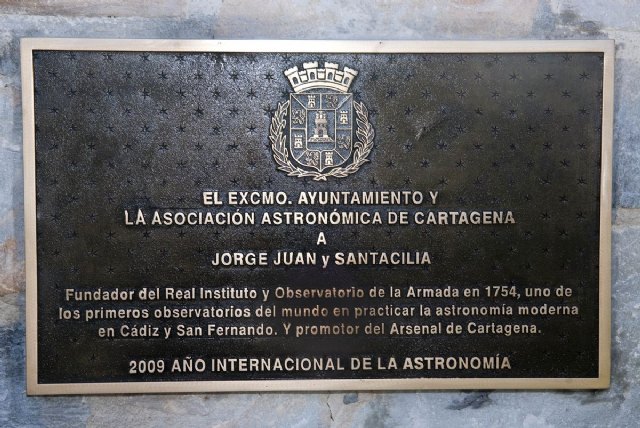 EL EXCMO. AYUNTAMIENTO Y
LA ASOCIACIÓN ASTRONÓMICA DE CARTAGENA
A
JORGE JUAN y SANTACILIA
Fundador del Real Instituto y Observatorio de la Armada en 1754, uno de
los primeros observatorios del mundo en practicar la astronomía moderna
en Cádiz y San Fernando. Y promotor del Arsenal de Cartagena.
2009 AÑO INTERNACIONAL DE LA ASTRONOMÍA